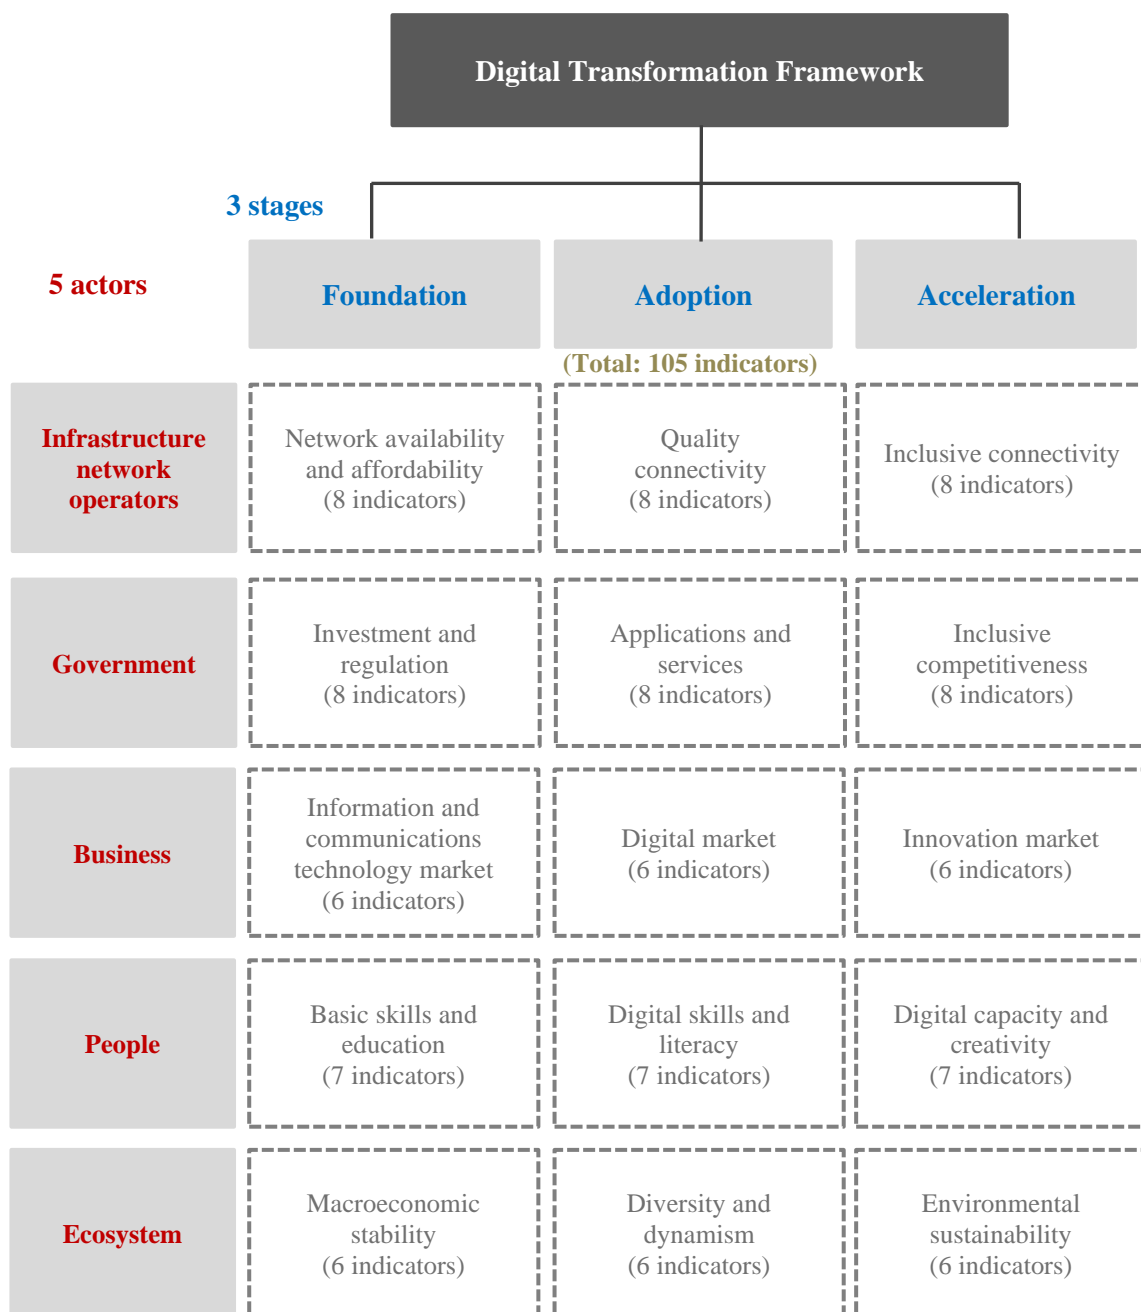 Digital Transformation Framework
3 stages
5 actors
Foundation
Adoption
Acceleration
(Total: 105 indicators)
Infrastructure
network
operators
Network availability
and affordability
(8 indicators)
Quality
connectivity
(8 indicators)
Inclusive connectivity
(8 indicators)
Government
Investment and
regulation
(8 indicators)
Applications and
services
(8 indicators)
Inclusive
competitiveness
(8 indicators)
Business
Information and
communications
technology market
(6 indicators)
Digital market
(6 indicators)
Innovation market
(6 indicators)
People
Basic skills and
education
(7 indicators)
Digital skills and
literacy
(7 indicators)
Digital capacity and
creativity
(7 indicators)
Ecosystem
Macroeconomic
stability
(6 indicators)
Diversity and
dynamism
(6 indicators)
Environmental
sustainability
(6 indicators)